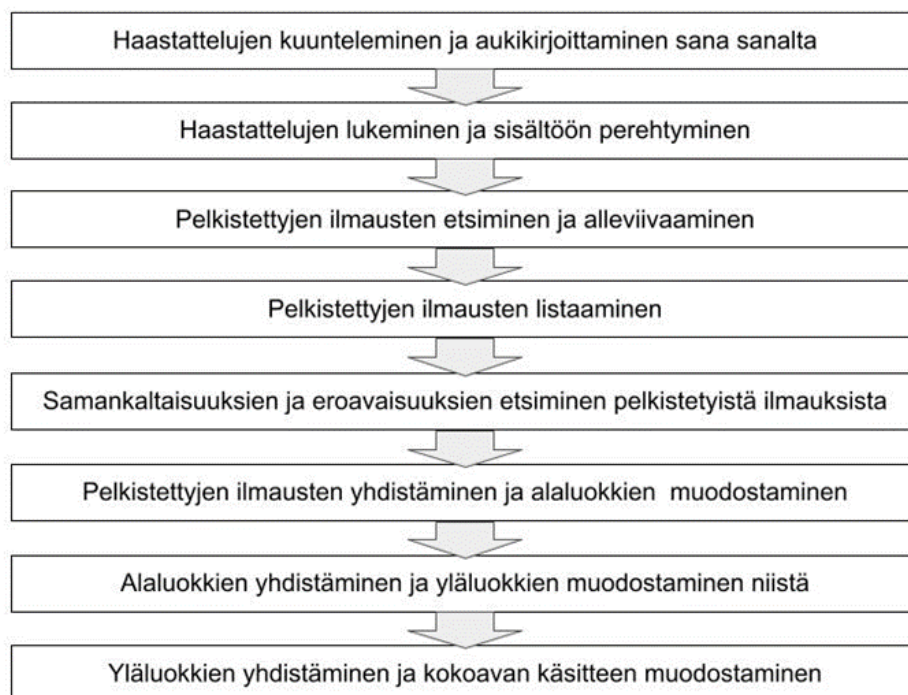 Haastattelujen kuunteleminen ja aukikirjoittaminen sana sanalta
Haastattelujen lukeminen ja sisältöön perehtyminen
Pelkistettyjen ilmausten etsiminen ja alleviivaaminen
Pelkistettyjen ilmausten listaaminen
Samankaltaisuuksien ja eroavaisuuksien etsiminen pelkistetyistä ilmauksista
Pelkistettyjen ilmausten yhdistäminen ja alaluokkien muodostaminen
Alaluokkien yhdistäminen ja yläluokkien muodostaminen niistä
Yläluokkien yhdistäminen ja kokoavan käsitteen muodostaminen